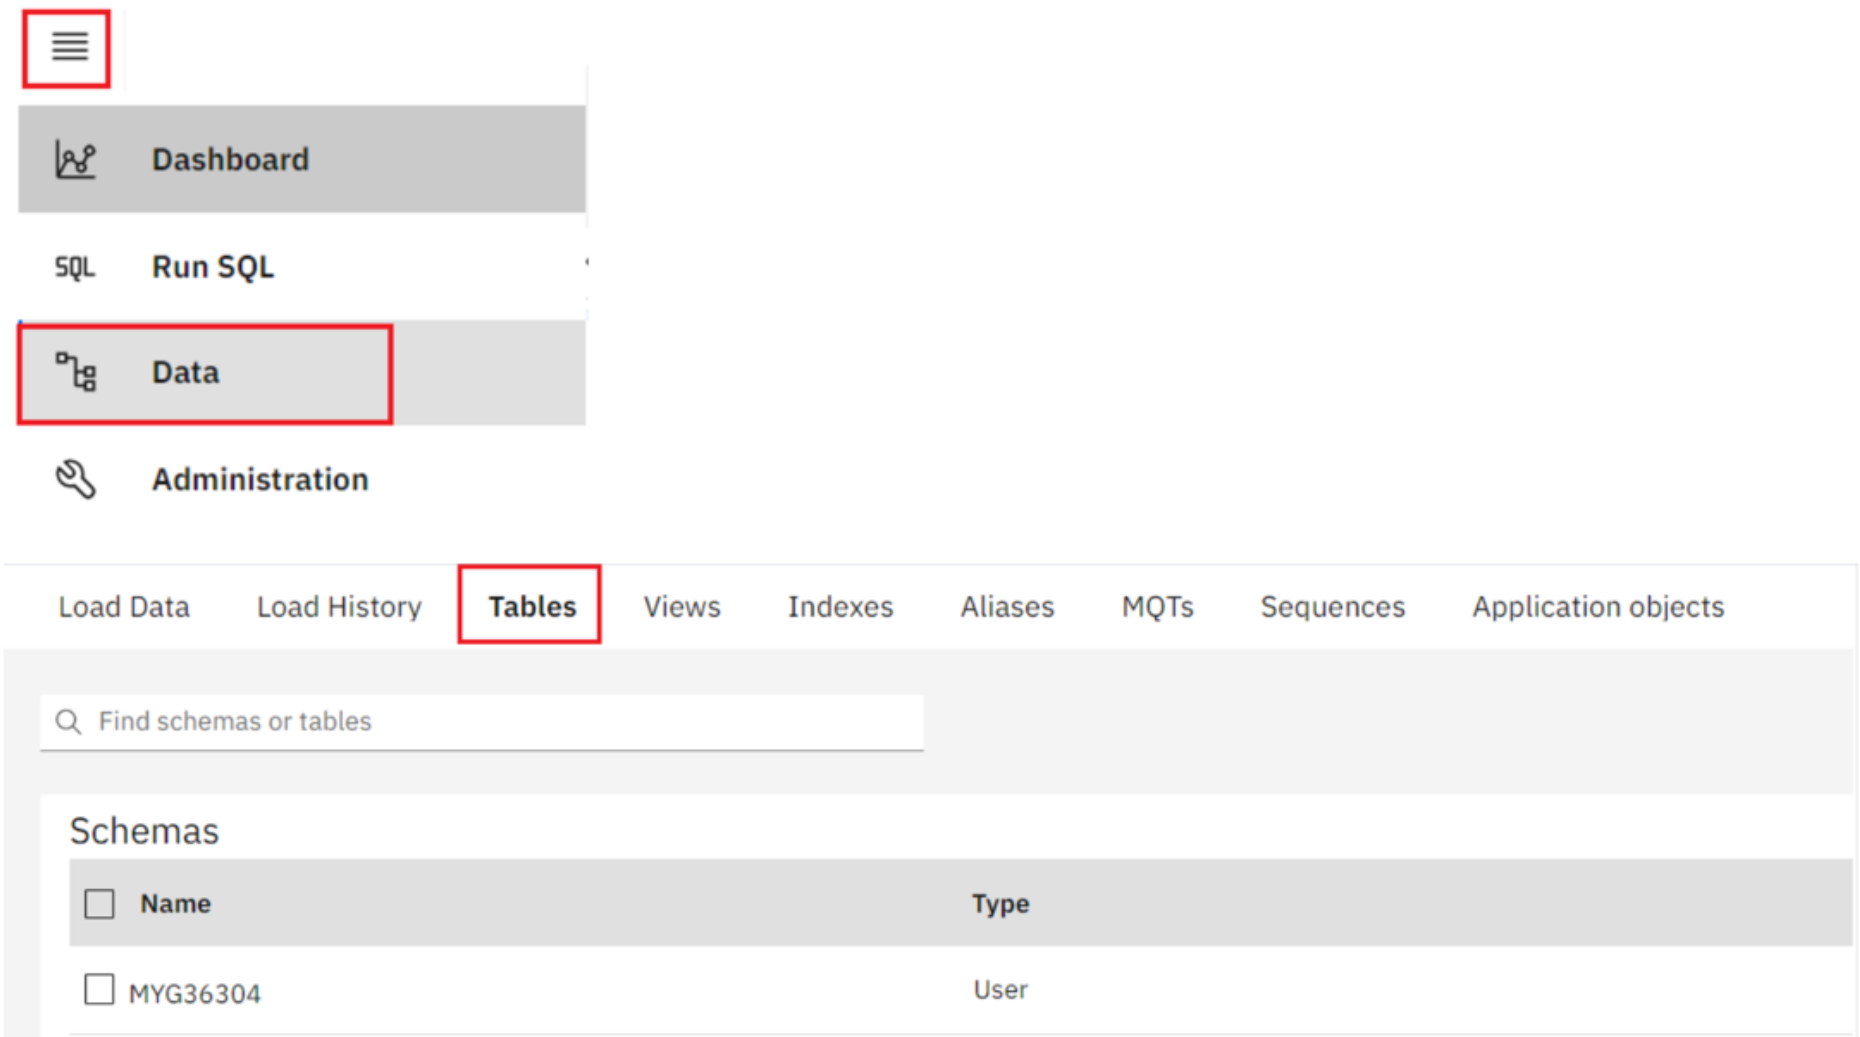 Dashboard
SQL Run SQL
Data
Administration
Load Data Load History Tables Views Indexes Aliases MQTs Sequences Application objects
Find schemas or tables
Schemas
Name Type
MYG36304 User